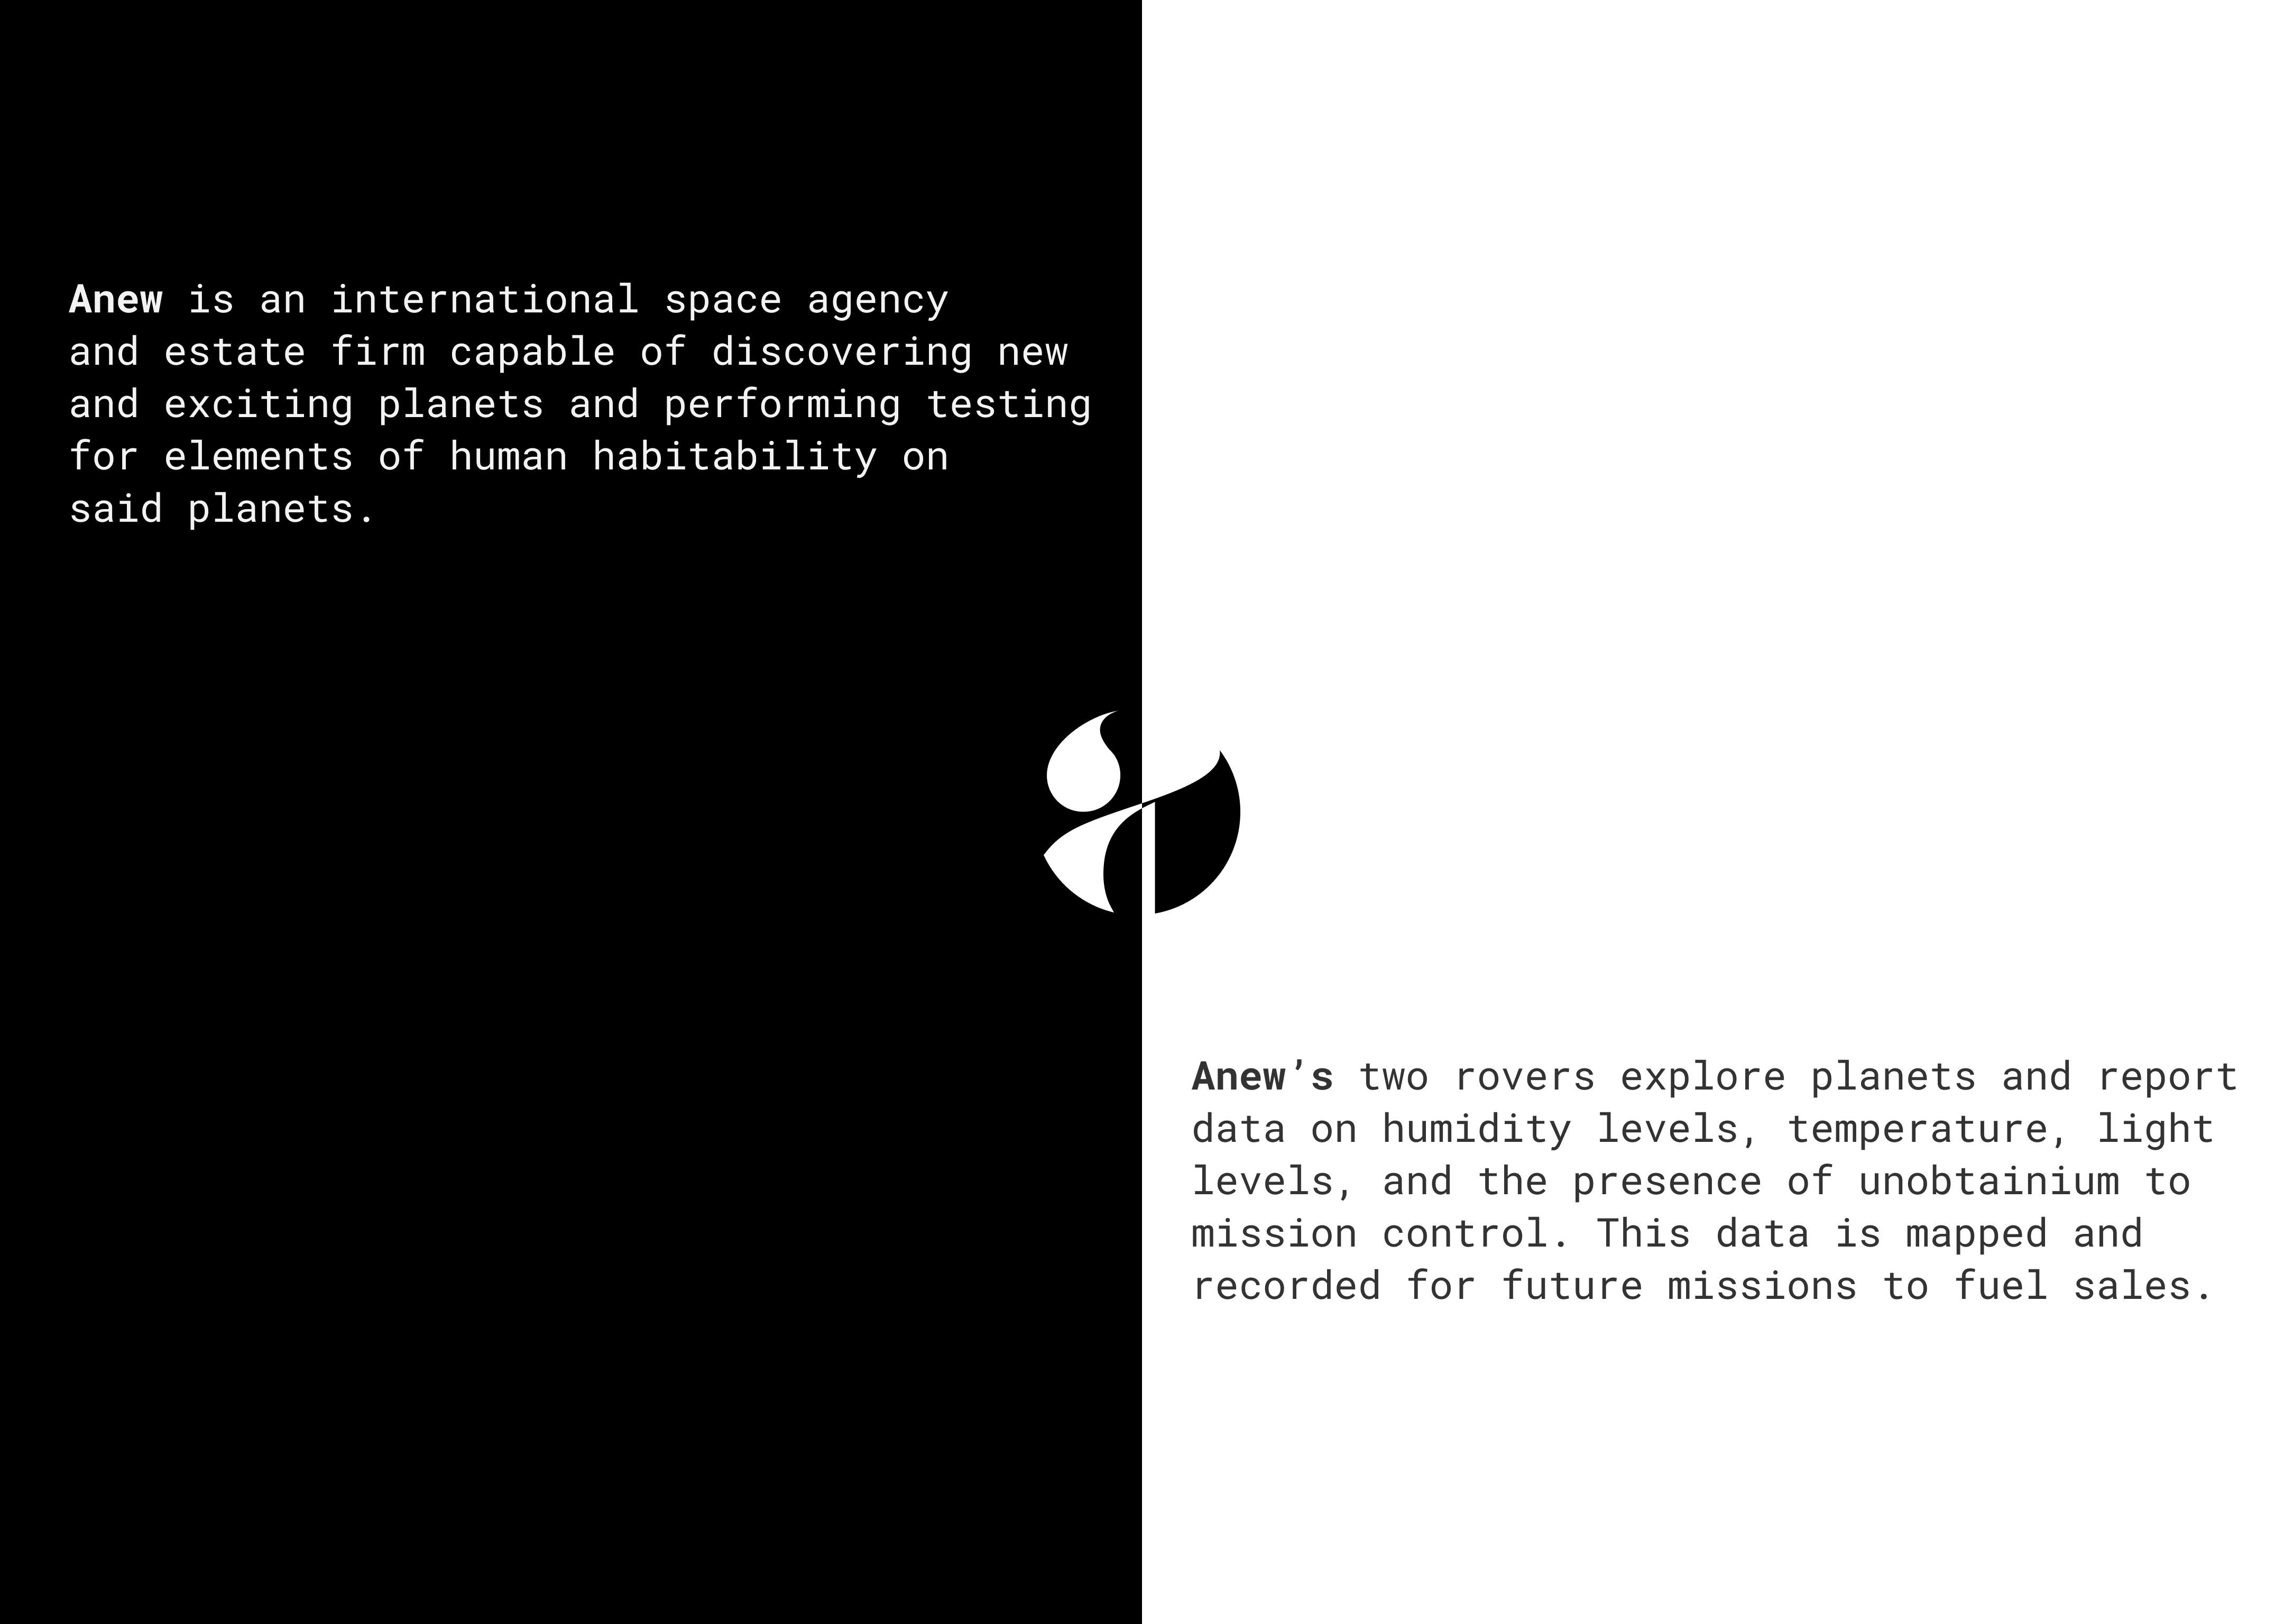 Anew is an international space agency
and estate firm capable of discovering new
and exciting planets and performing testing
for elements of human habitability on
said planets.
Anew’s two rovers explore planets and report
data on humidity levels, temperature, light
levels, and the presence of unobtainium to
mission control. This data is mapped and
recorded for future missions to fuel sales.